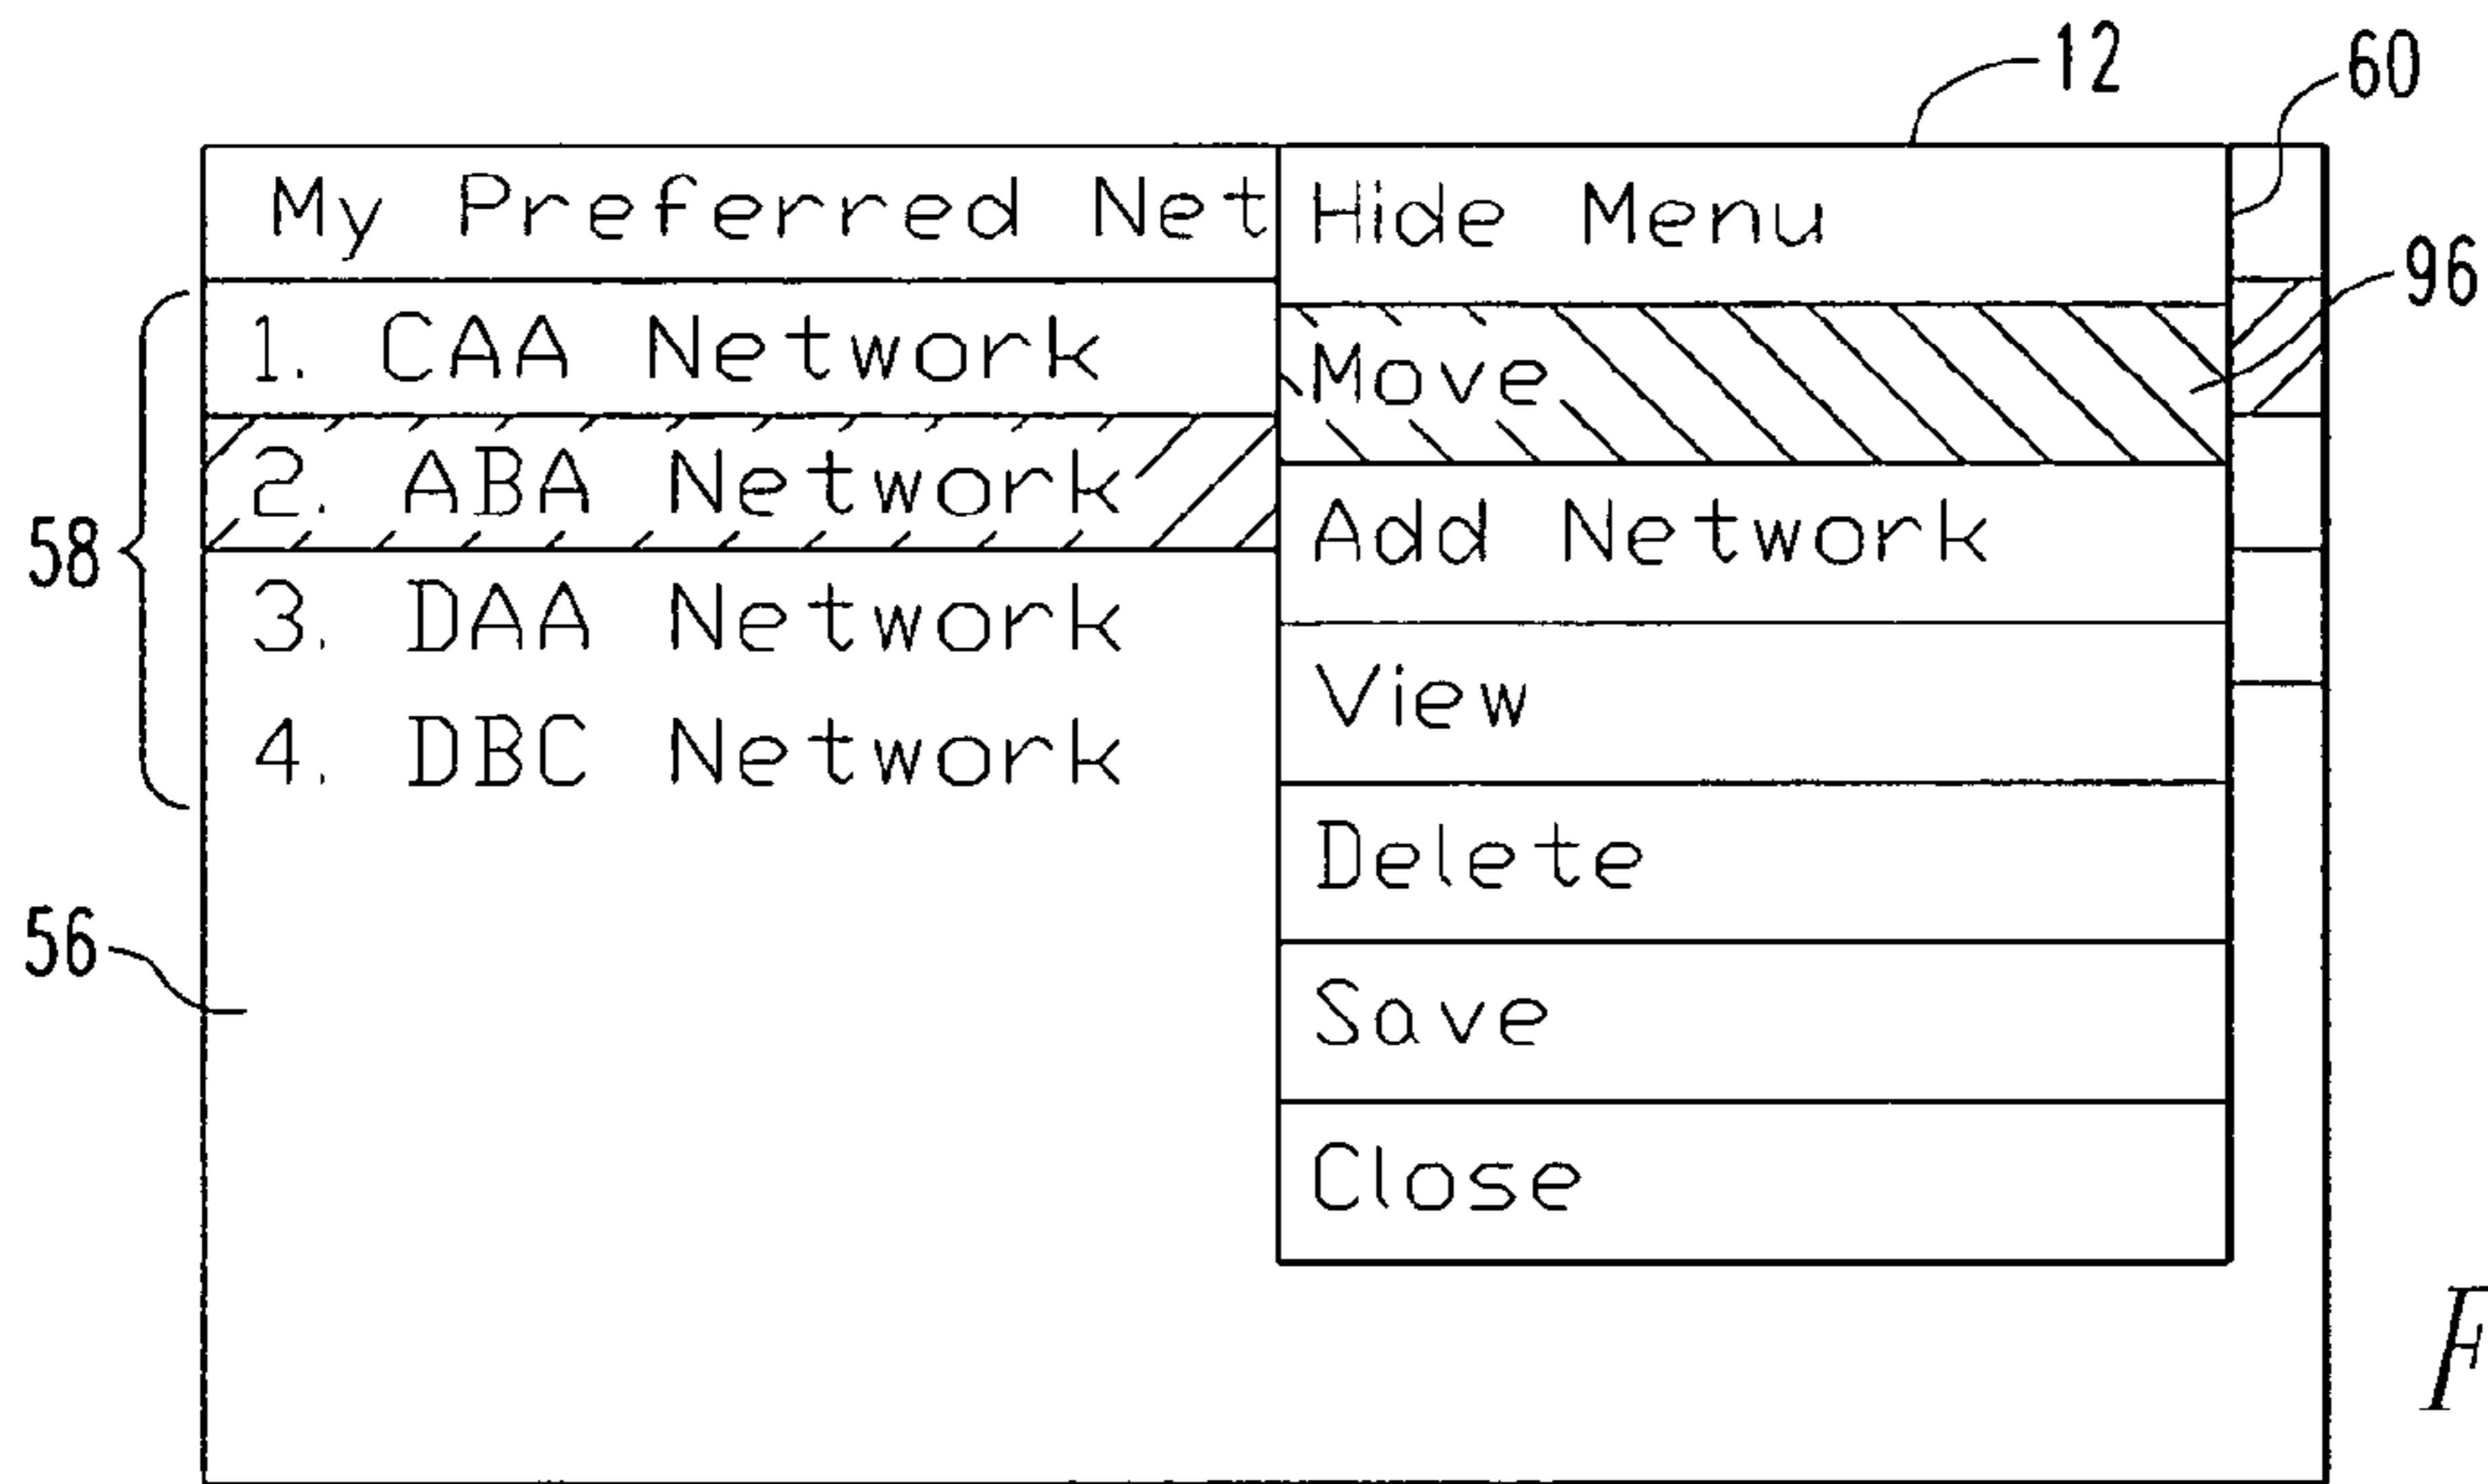 12
60
My Preferred Net
Hide Menu
96
1. CAA Network
Move
2. ABA Network
Add Network
58
3. DAA Network
View
4. DBC Network
Delete
56
Save
Close
F